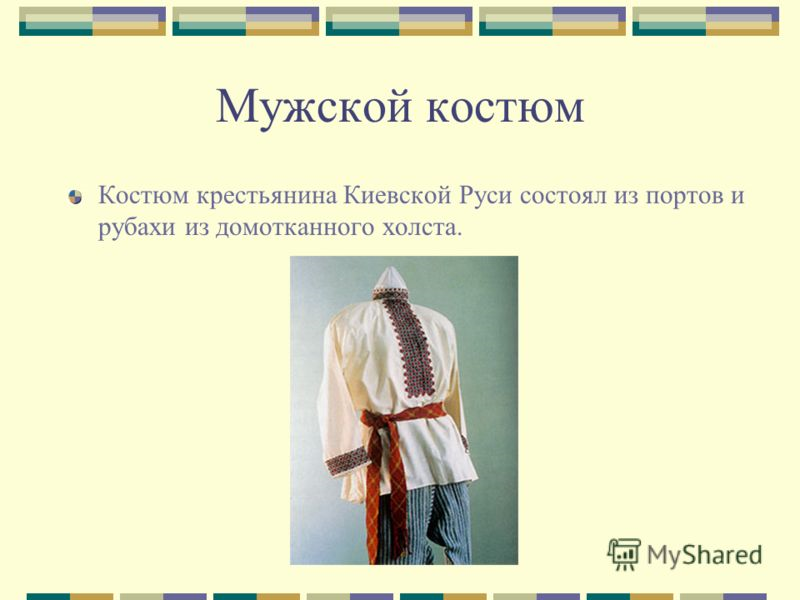 Мужской костюм
Костюм крестьянина Киевской Руси состоял из портов и
рубахи из домотканного холста.
MyShared